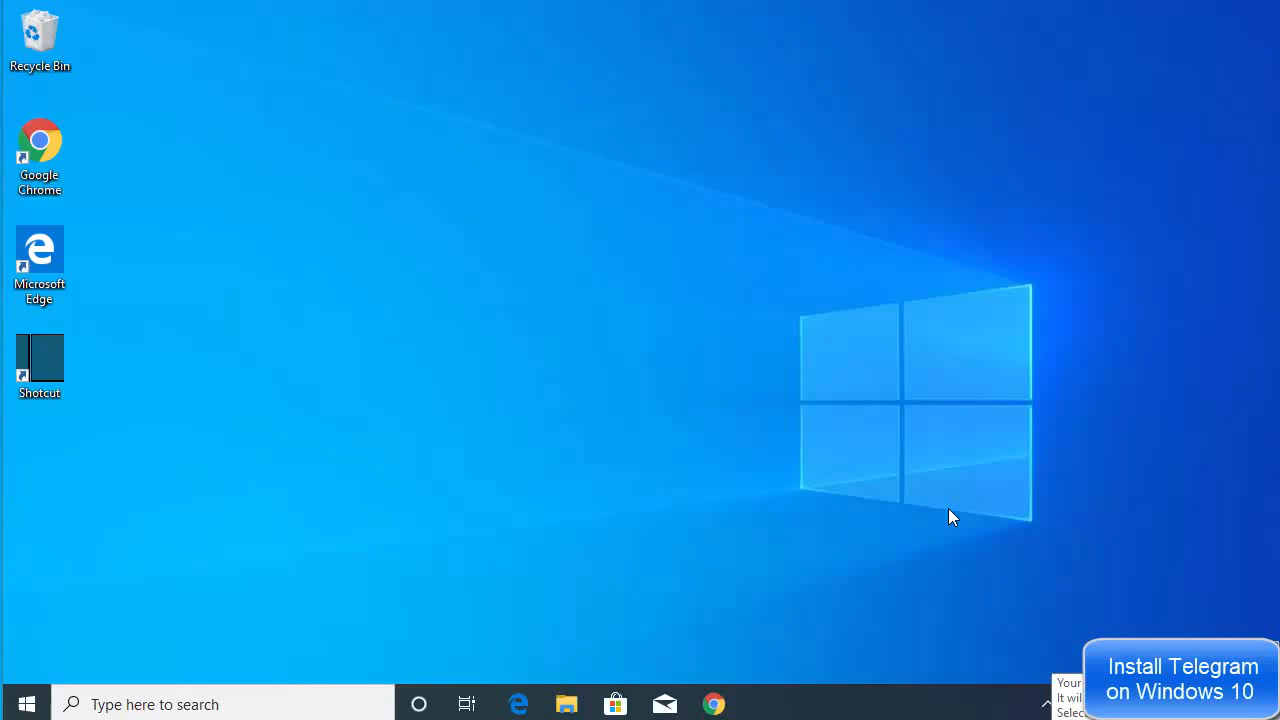 Recycle Bin
Google
Chrome
Microsoft
Edge
Shotcut
Type here to search
Your
It will
Selec
Install Telegram
on Windows 10